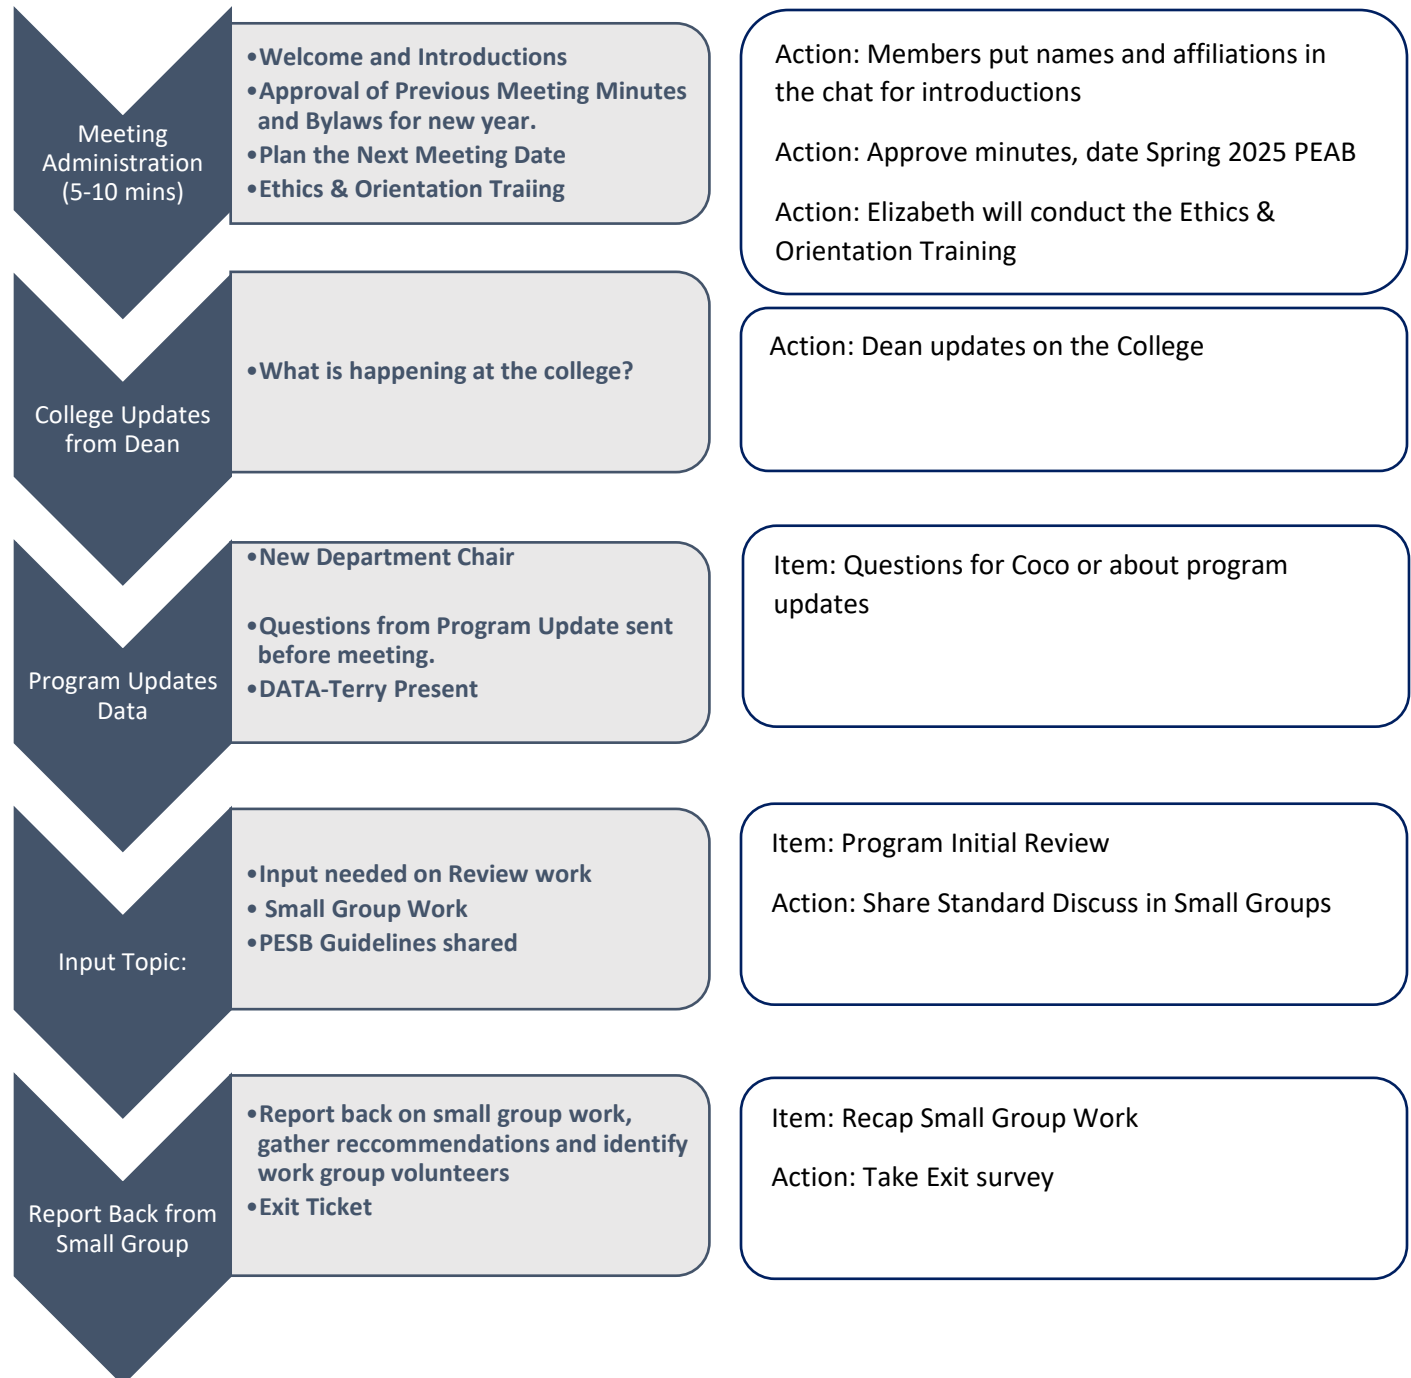 Meeting
Administration
(5-10 mins)
•Welcome and Introductions
•Approval of Previous Meeting Minutes
and Bylaws for new year.
•Plan the Next Meeting Date
•Ethics & Orientation Traiing
Action: Members put names and affiliations in
the chat for introductions
Action: Approve minutes, date Spring 2025 PEAB
Action: Elizabeth will conduct the Ethics &
Orientation Training
College Updates
from Dean
•What is happening at the college?
Action: Dean updates on the College
Program Updates
Data
•New Department Chair
•Questions from Program Update sent
before meeting.
•DATA-Terry Present
Item: Questions for Coco or about program
updates
Input Topic:
•Input needed on Review work
• Small Group Work
•PESB Guidelines shared
Item: Program Initial Review
Action: Share Standard Discuss in Small Groups
Report Back from
Small Group
•Report back on small group work,
gather reccommendations and identify
work group volunteers
•Exit Ticket
Item: Recap Small Group Work
Action: Take Exit survey